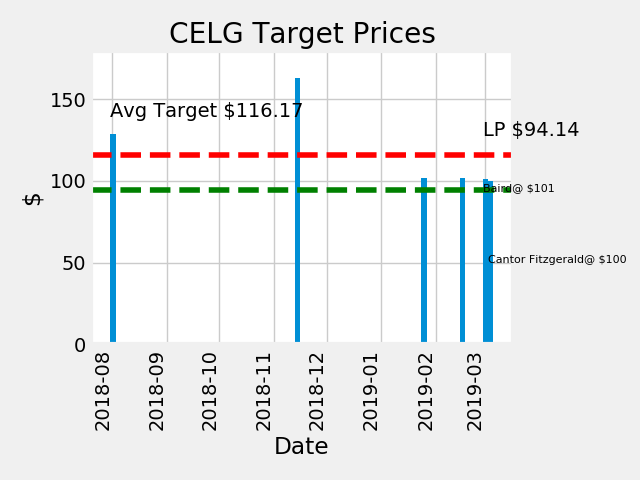 CELG Target Prices
150
100
50
0
$
Avg Target $116.17
LP $94.14
Baird@ $101
Cantor Fitzgerald@ $100
2018-08
2018-09
2018-10
2018-11
2018-12
2019-01
2019-02
2019-03
Date